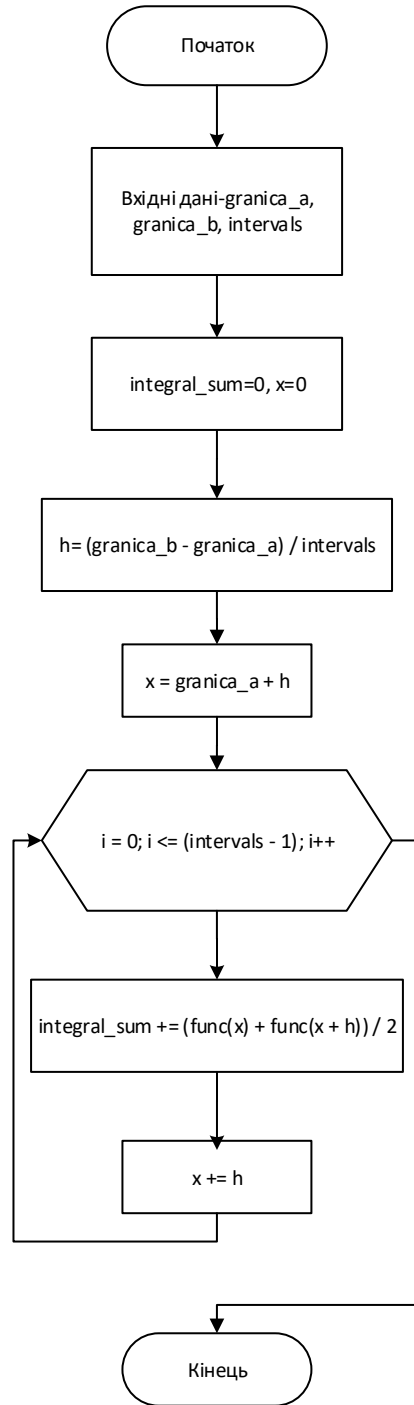 Початок
Вхідні дані-granica_a,
granica_b, intervals
integral_sum=0, x=0
h= (granica_b - granica_a) / intervals
x = granica_a + h
i = 0; i <= (intervals - 1); i++
integral_sum += (func(x) + func(x + h)) / 2
x += h
Кінець